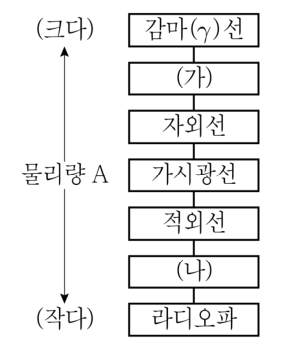 (크다)
감마(γ)선
(가)
자외선
물리량 A
가시광선
적외선
(나)
(작다)
라디오파